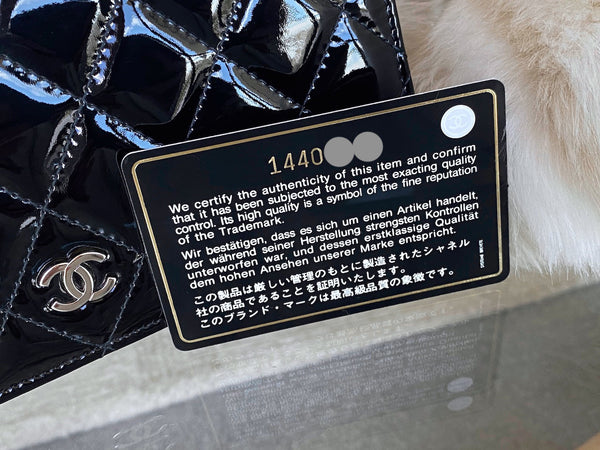 1440
We certify the authenticity of this item and confirm
that it has been subjected to the most exacting quality
control. Its high quality is a symbol of the fine reputation
of the Trademark.
Wir bestätigen, dass es sich um einen Artikel handelt,
der während seiner Herstellung strengsten Kontrollen
unterworfen war, und dessen erstklassige Qualität
dem hohen Ansehen unserer Marke entspricht.
この製品は厳しい管理のもとに製造されたシャネル
社の商品であることを証明いたします。
このブランド・マークは最高級品質の象徴です。